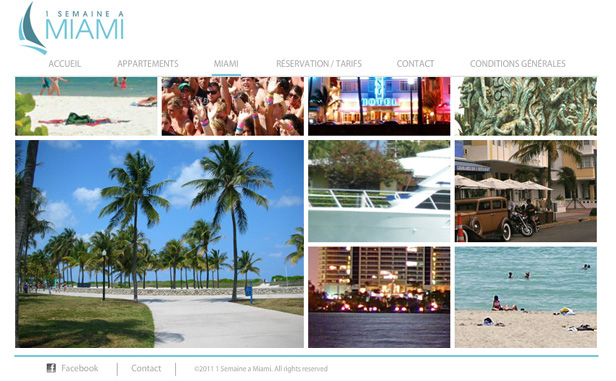 1 SEMAINE A
MIAMI
ACCUEIL APPARTEMENTS MIAMI RÉSERVATION / TARIFS CONTACT CONDITIONS GÉNÉRALES
HOTEL
Facebook Contact ©2011 1 Semaine a Miami. All rights reserved